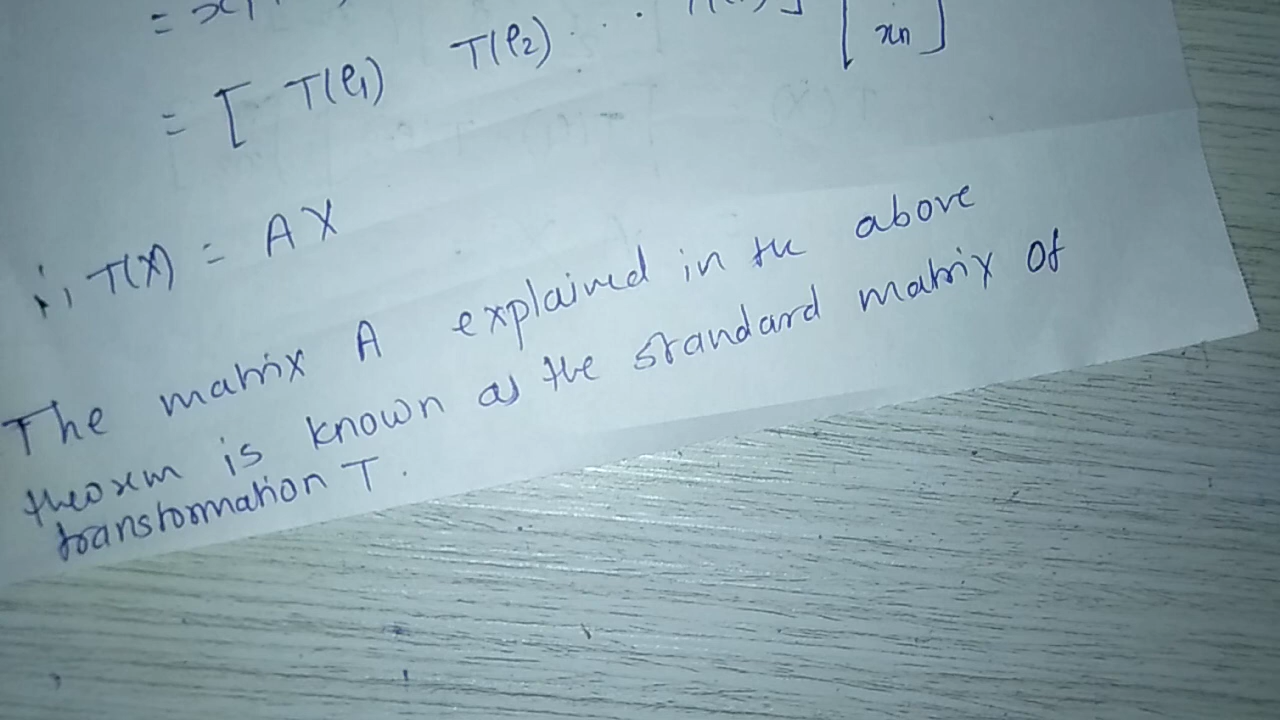 = x1
= [ T(e1) T(e2) . . . ] [ xn ]
∴, T(X) = AX
The matrix A explained in the above
theorem is known as the standard matrix of
transformation T.